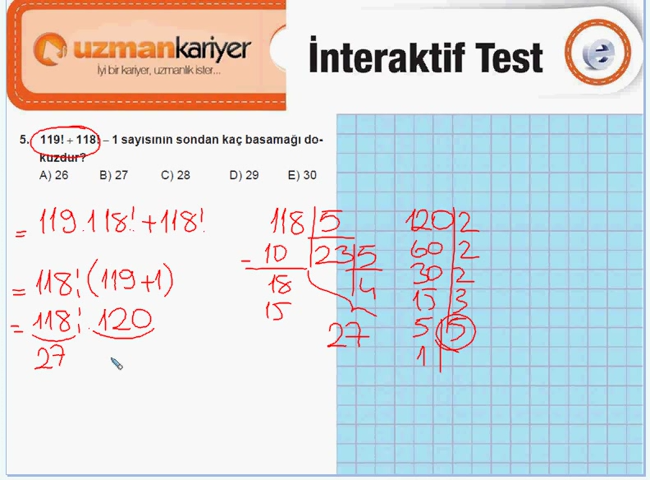 uzmankariyer
İyi bir kariyer, uzmanlık ister...
İnteraktif Test
e
5. 119! + 118! – 1 sayısının sondan kaç basamağı do-
kuzdur?
A) 26 B) 27 C) 28 D) 29 E) 30
= 119.118! + 118!
= 118! (119+1)
= 118! . 120
27
118 | 5
- 10 | 23 | 5
18 | 4
15
27
120 | 2
60 | 2
30 | 2
15 | 3
5 | 5
1